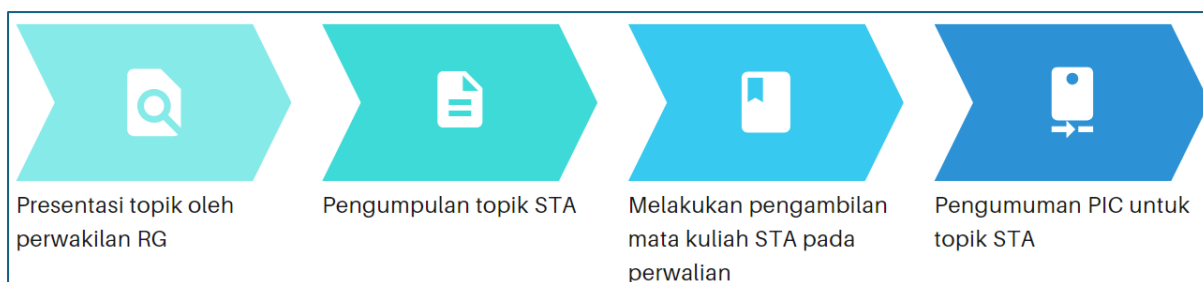 Presentasi topik oleh
perwakilan RG
Pengumpulan topik STA
Melakukan pengambilan
mata kuliah STA pada
perwalian
Pengumuman PIC untuk
topik STA